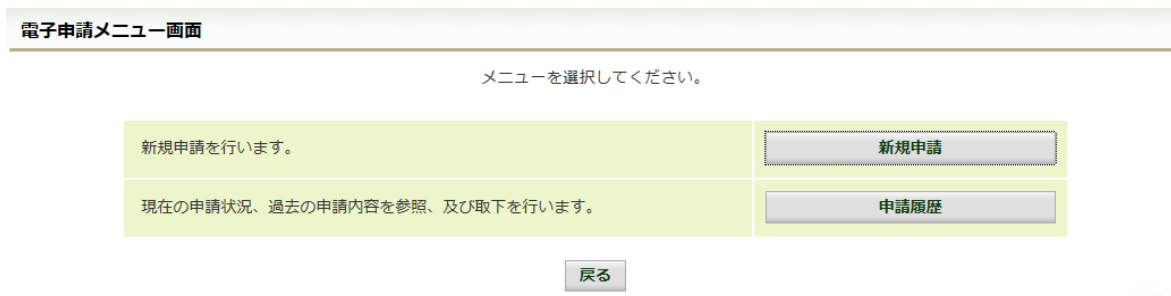 電子申請メニュー画面
メニューを選択してください。
新規申請を行います。
新規申請
現在の申請状況、過去の申請内容を参照、及び取下を行います。
申請履歴
戻る